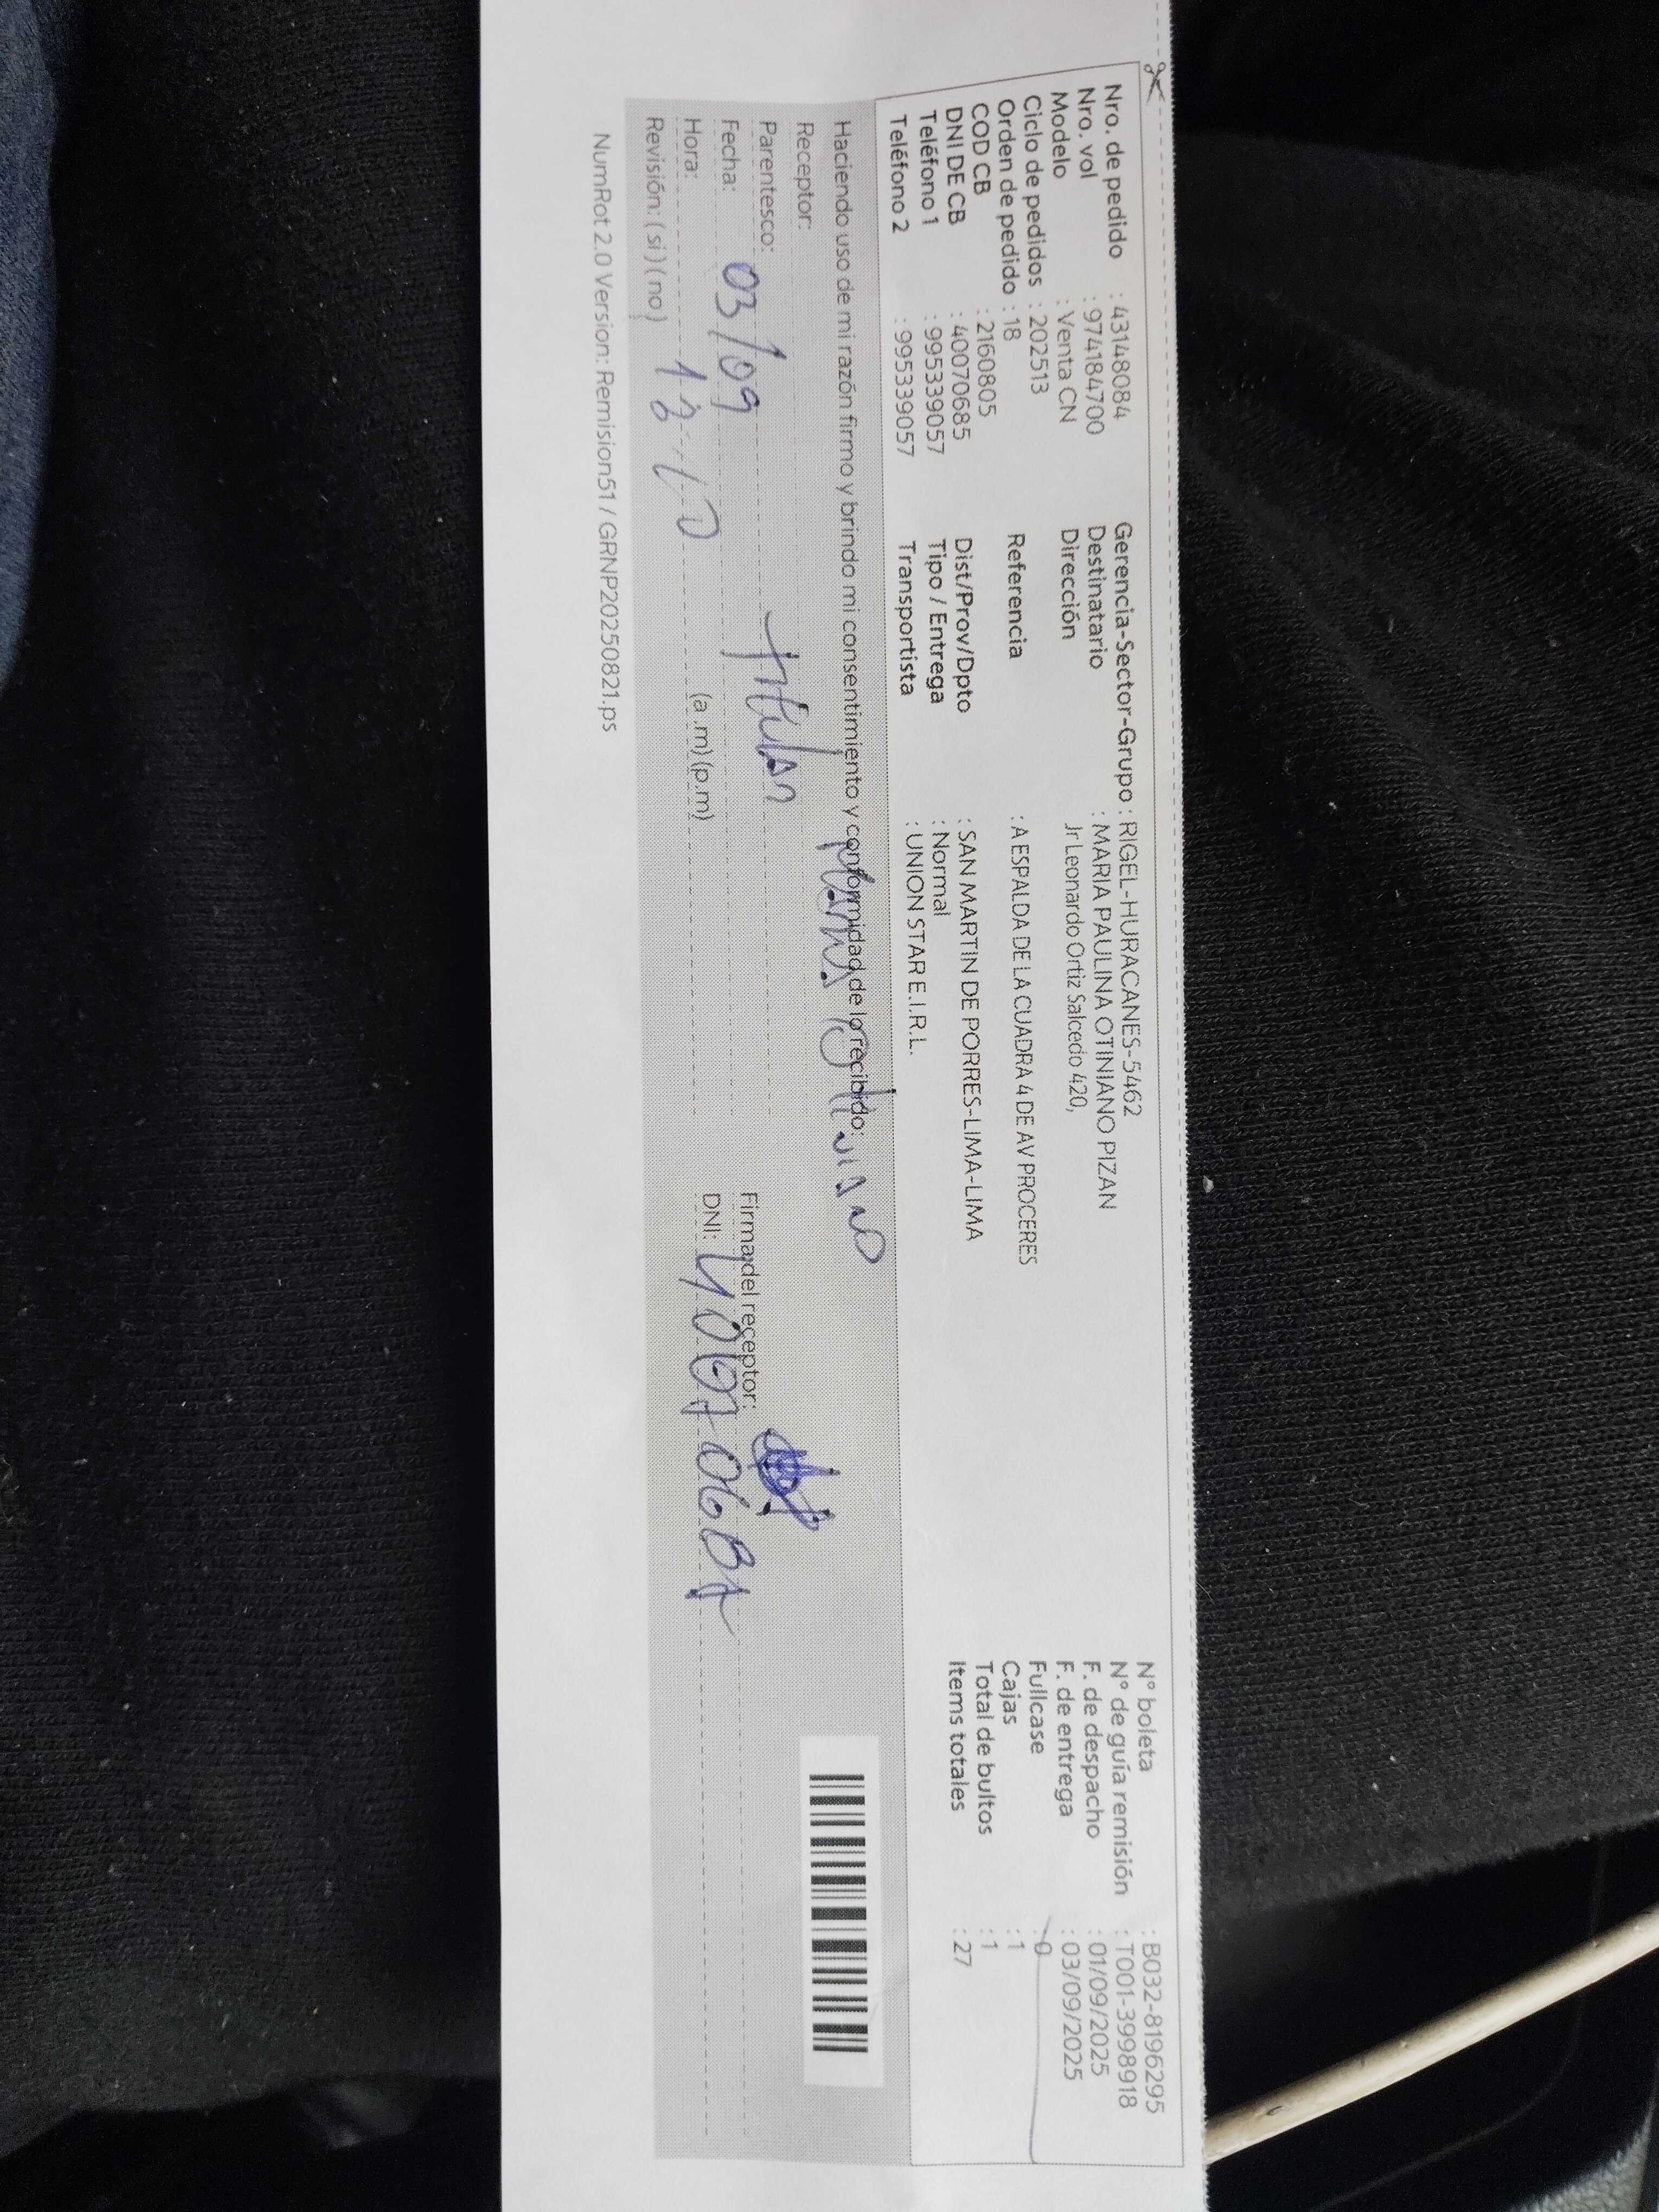 Nro. de pedido : 43148084
Nro. vol : 974184700
Modelo : Venta CN
Ciclo de pedidos : 202513
Orden de pedido : 18
COD CB : 2160805
DNI DE CB : 40070685
Teléfono 1 : 995339057
Teléfono 2 : 995339057
Gerencia-Sector-Grupo : RIGEL-HURACANES-5462
Destinatario : MARIA PAULINA OTINIANO PIZAN
Dirección Jr Leonardo Ortiz Salcedo 420,
Referencia : A ESPALDA DE LA CUADRA 4 DE AV PROCERES
Dist/Prov/Dpto : SAN MARTIN DE PORRES-LIMA-LIMA
Tipo / Entrega : Normal
Transportista : UNION STAR E.I.R.L.
N° boleta : B032-8196295
N° de guía remisión : T001-3998918
F. de despacho : 01/09/2025
F. de entrega : 03/09/2025
Fullcase : 0
Cajas : 1
Total de bultos : 1
Items totales : 27
Haciendo uso de mi razón firmo y brindo mi consentimiento y conformidad de lo recibido:
Receptor: Otiniano
Parentesco: titular
Fecha: 03/09
Hora: (a.m) (p.m)
Revisión: ( si ) ( no )
Firma del receptor:
DNI:
NumRot 2.0 Version: Remision51 / GRNP20250821.ps